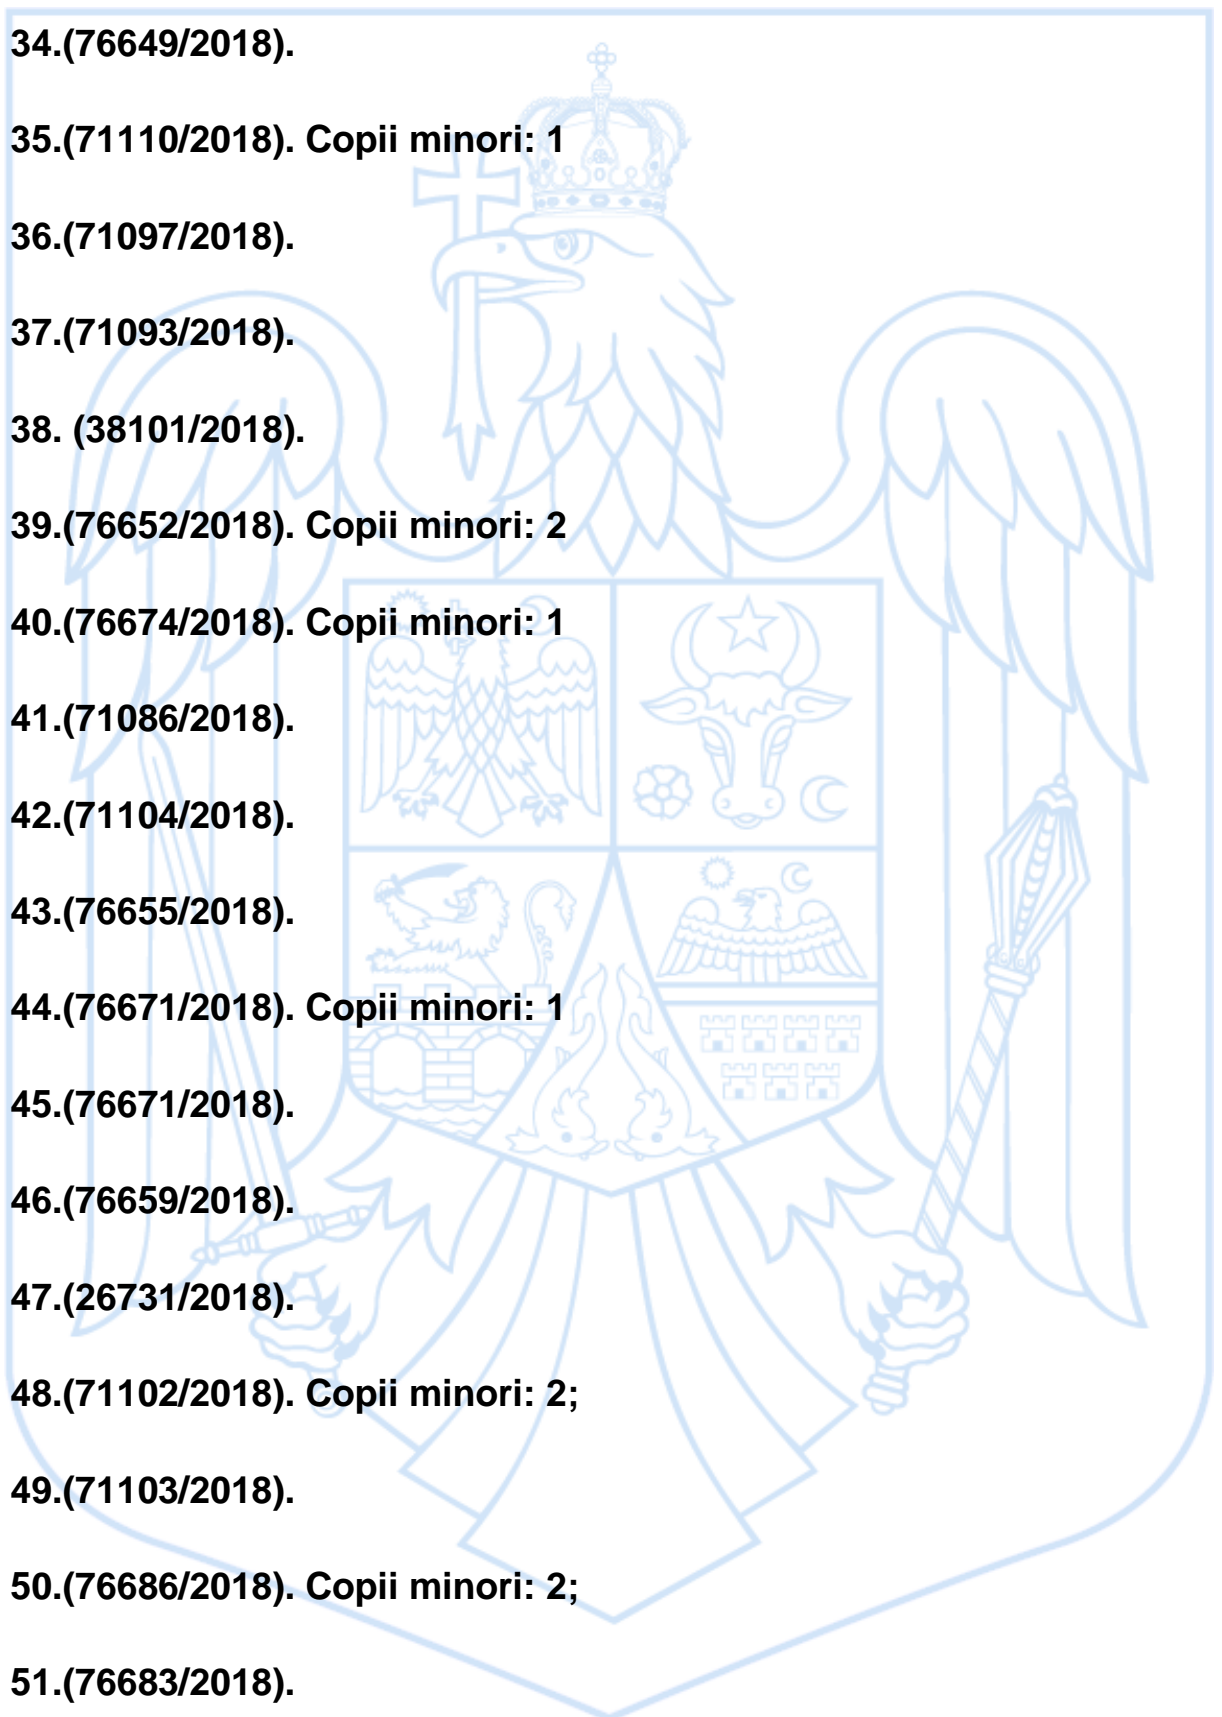 34.(76649/2018).
35.(71110/2018). Copii minori: 1
36.(71097/2018).
37.(71093/2018).
38. (38101/2018).
39.(76652/2018). Copii minori: 2
40.(76674/2018). Copii minori: 1
41.(71086/2018).
42.(71104/2018).
43.(76655/2018).
44.(76671/2018). Copii minori: 1
45.(76671/2018).
46.(76659/2018).
47.(26731/2018).
48.(71102/2018). Copii minori: 2;
49.(71103/2018).
50.(76686/2018). Copii minori: 2;
51.(76683/2018).